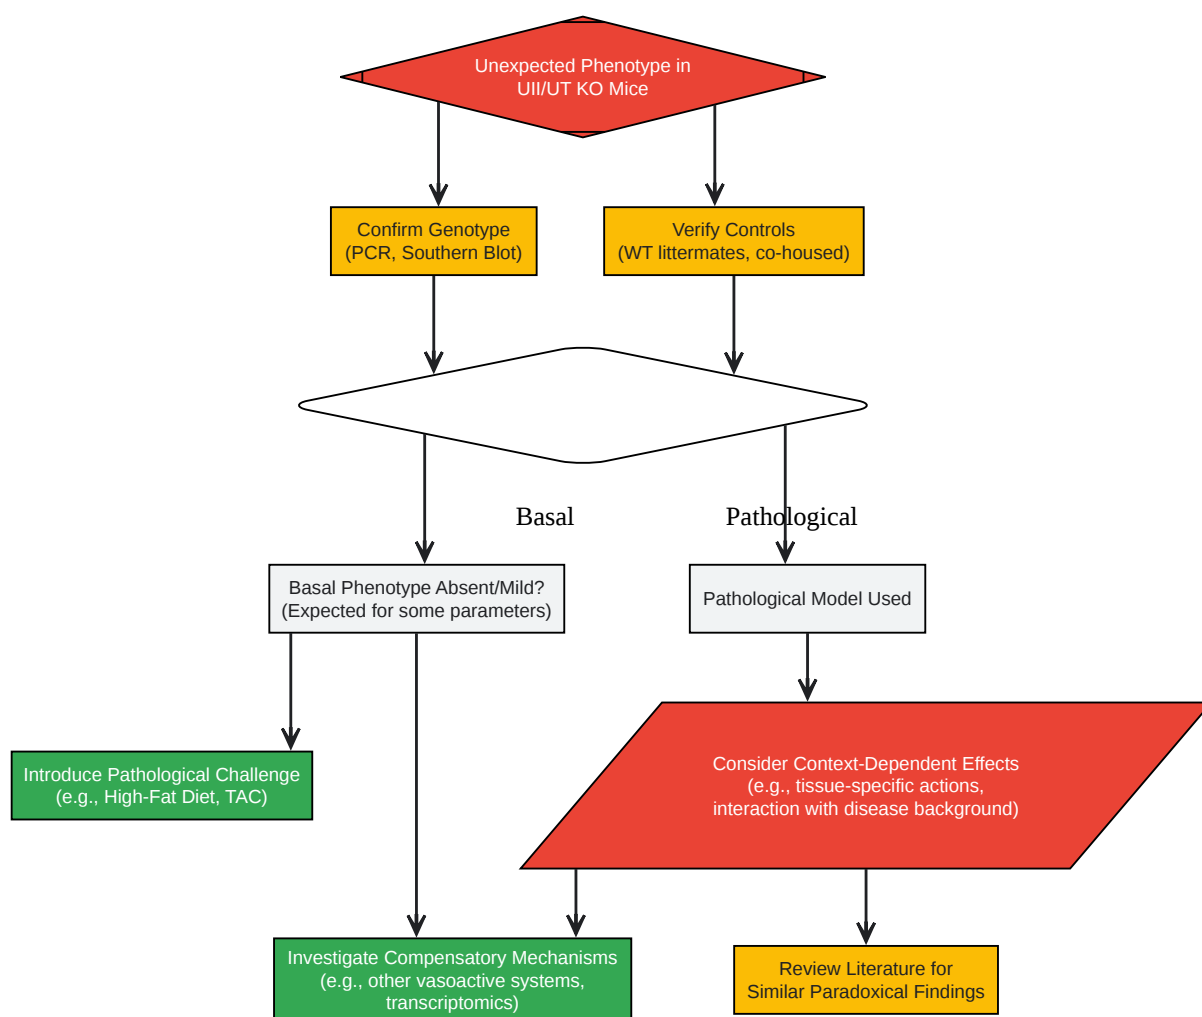 Unexpected Phenotype in
UII/UT KO Mice
Confirm Genotype
(PCR, Southern Blot)
Verify Controls
(WT littermates, co-housed)
Basal
Pathological
Basal Phenotype Absent/Mild?
(Expected for some parameters)
Pathological Model Used
Introduce Pathological Challenge
(e.g., High-Fat Diet, TAC)
Consider Context-Dependent Effects
(e.g., tissue-specific actions,
interaction with disease background)
Investigate Compensatory Mechanisms
(e.g., other vasoactive systems,
transcriptomics)
Review Literature for
Similar Paradoxical Findings